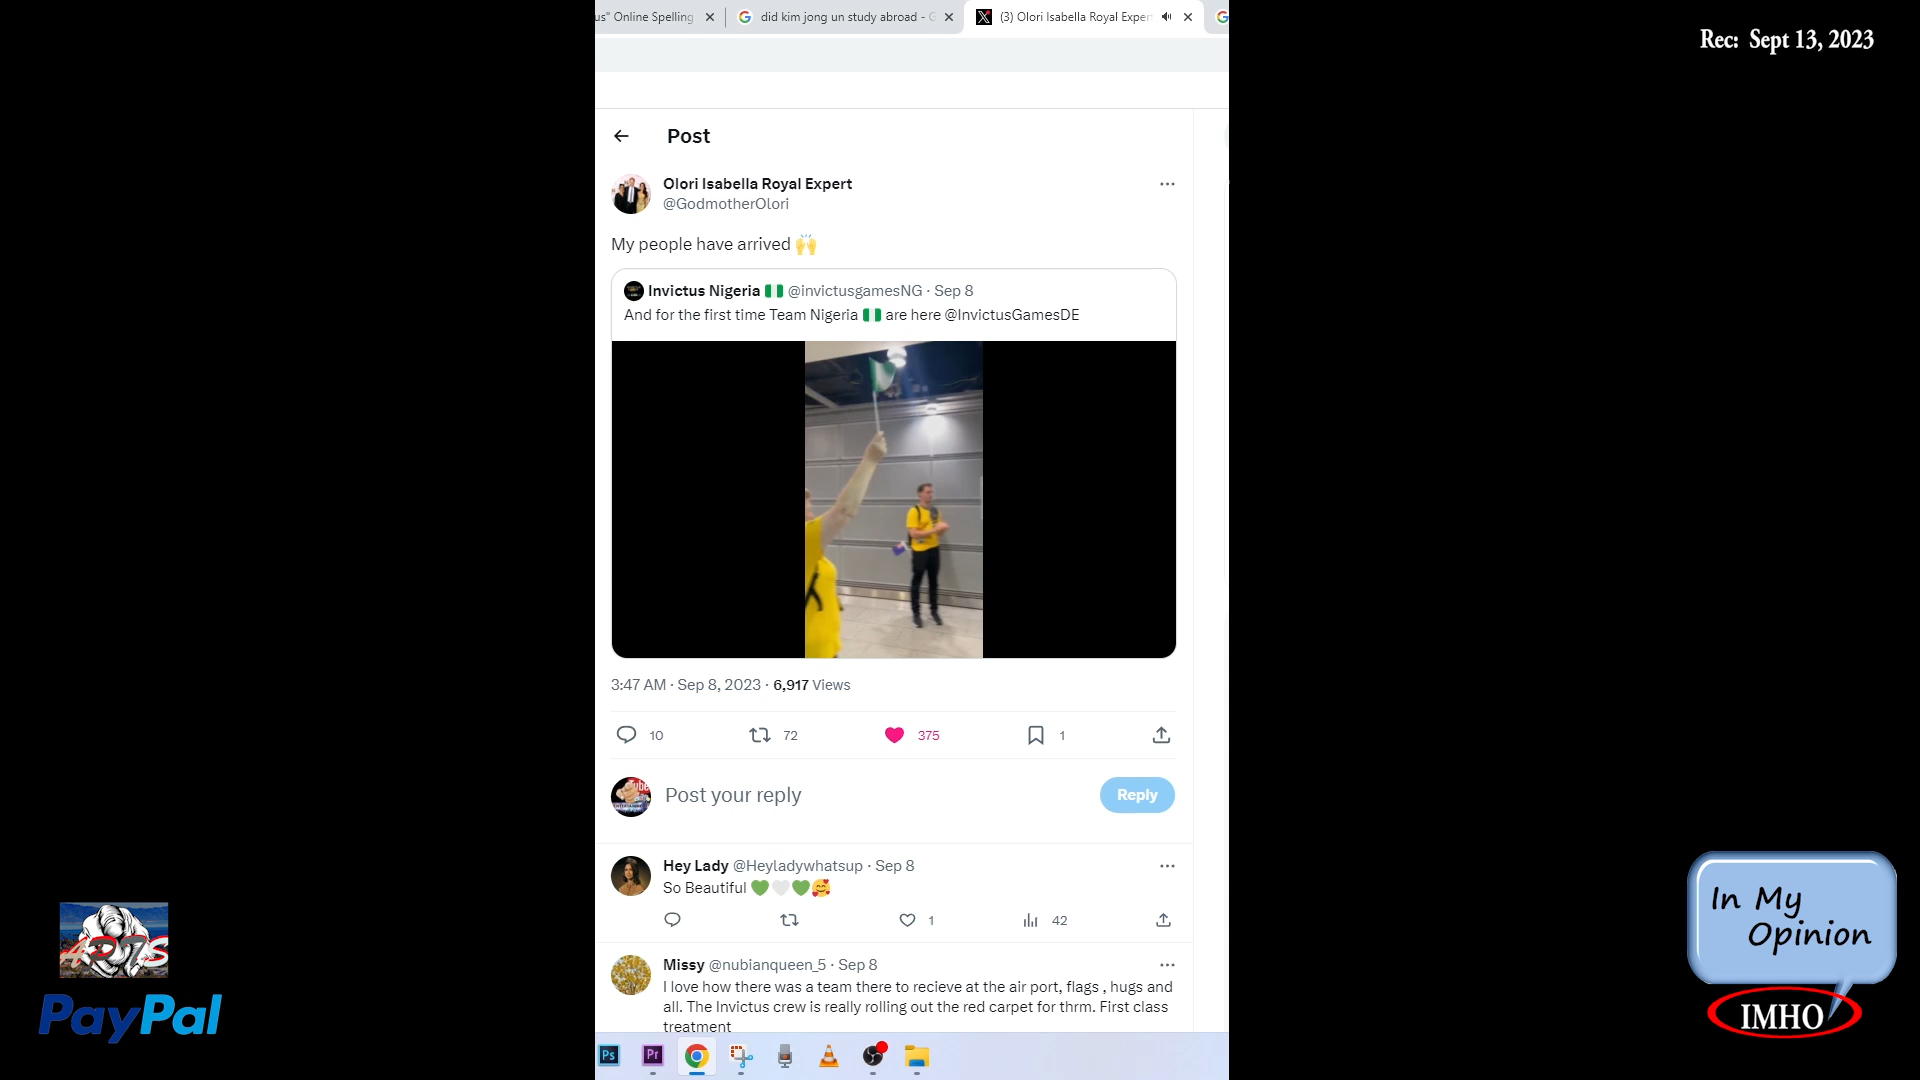 us" Online Spelling
did kim jong un study abroad - G
(3) Olori Isabella Royal Exper
Rec: Sept 13, 2023
Post
Olori Isabella Royal Expert
@GodmotherOlori
My people have arrived 🙌
Invictus Nigeria 🇳🇬 @invictusgamesNG · Sep 8
And for the first time Team Nigeria 🇳🇬 are here @InvictusGamesDE
3:47 AM · Sep 8, 2023 · 6,917 Views
10 72 375 1
Post your reply
Reply
Hey Lady @Heyladywhatsup · Sep 8
So Beautiful 💚🤍💚🥰
1 42
Missy @nubianqueen_5 · Sep 8
I love how there was a team there to recieve at the air port, flags , hugs and
all. The Invictus crew is really rolling out the red carpet for thrm. First class
treatment
Ps Pr
PayPal
In My
Opinion
IMHO